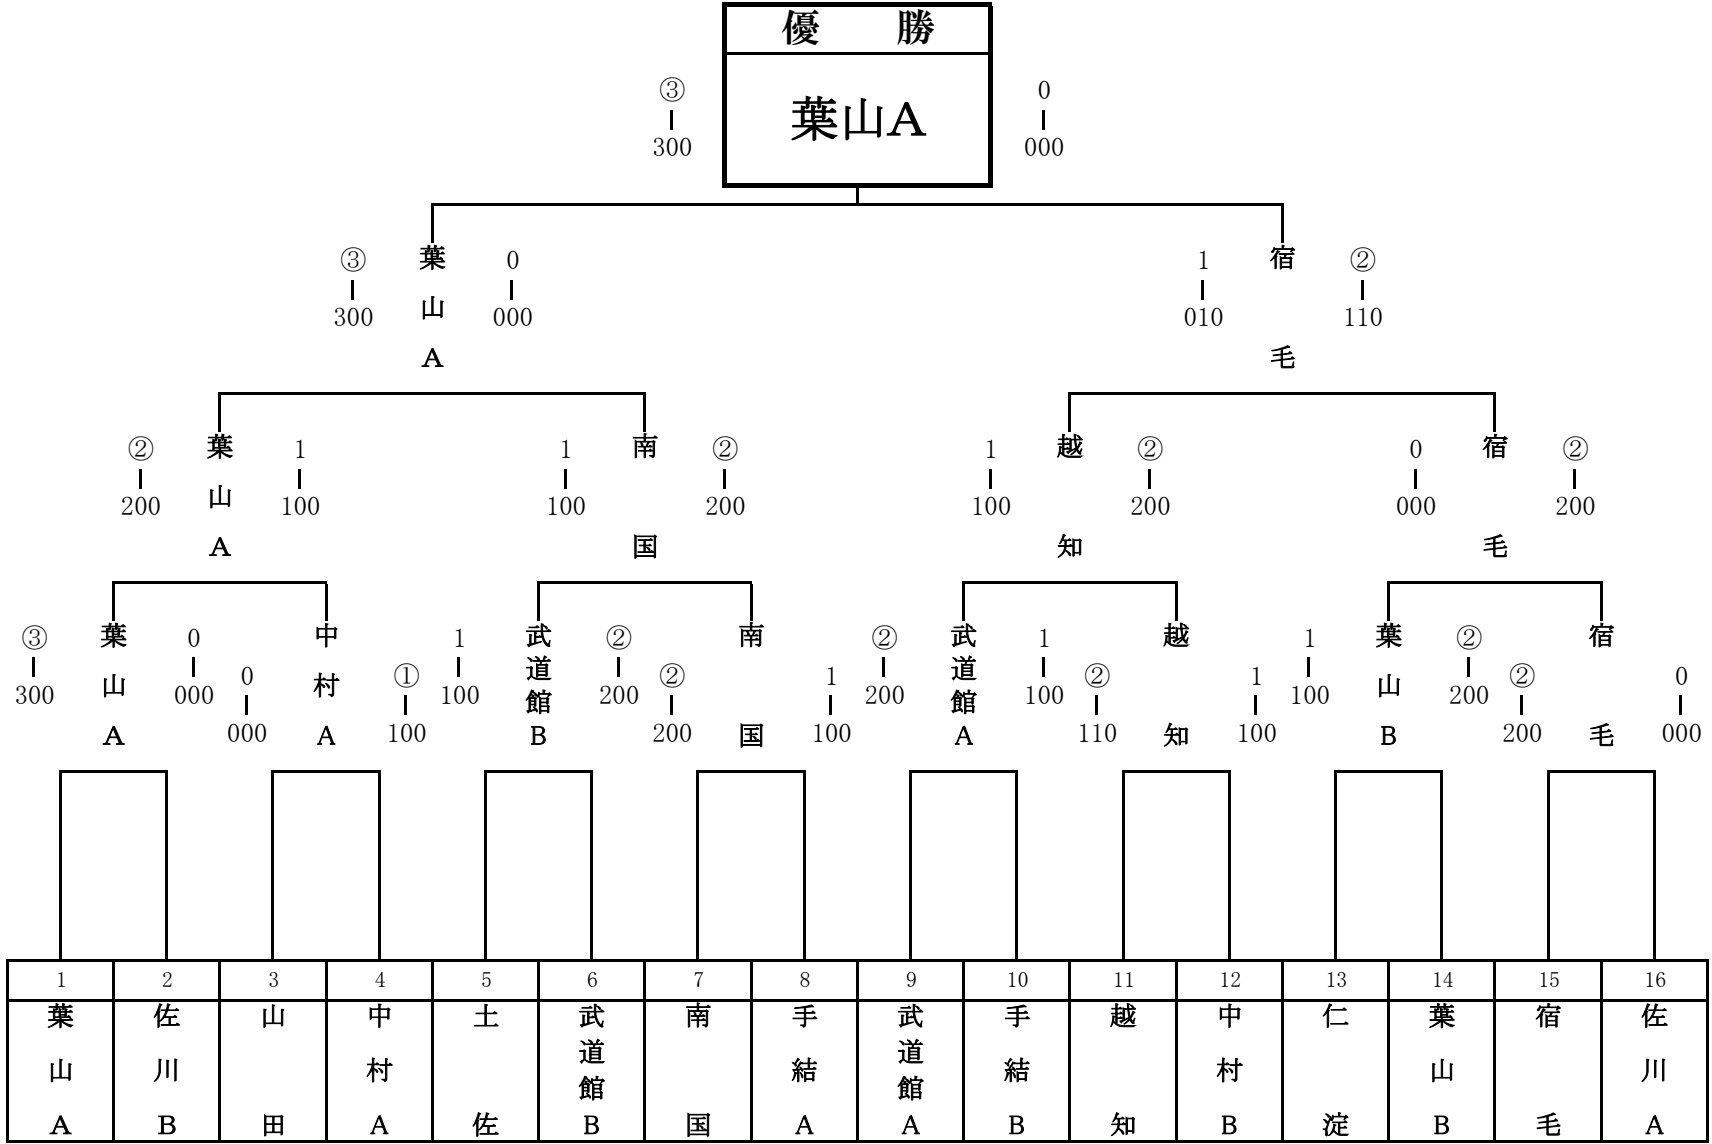 優 勝
③ 0
葉山A
300 000
③ 葉山A 0 1 宿毛 ②
300 000 010 110
② 葉山A 1 1 南国 ② 1 越知 ② 0 宿毛 ②
200 100 100 200 100 200 000 200
③ 葉山A 0 中村A 1 武道館B ② 南国 ② 武道館A 1 越知 1 葉山B ② 宿毛
0 ① ② 1 ② 1 ② 0
300 000 100 200 200 100 100 200
000 100 200 100 110 100 200 000
1 2 3 4 5 6 7 8 9 10 11 12 13 14 15 16
葉山A 佐川B 山田 中村A 土佐 武道館B 南国 手結A 武道館A 手結B 越知 中村B 仁淀 葉山B 宿毛 佐川A